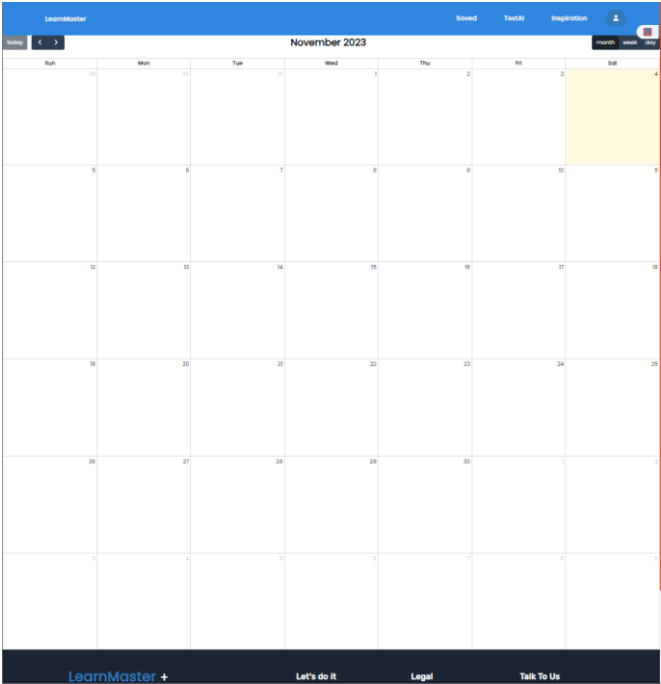 LearnMaster Saved TextAI Inspiration
today < > November 2023 month week day
Sun Mon Tue Wed Thu Fri Sat
29 30 31 1 2 3 4
5 6 7 8 9 10 11
12 13 14 15 16 17 18
19 20 21 22 23 24 25
26 27 28 29 30 1 2
3 4 5 6 7 8 9
LearnMaster + Let's do it Legal Talk To Us